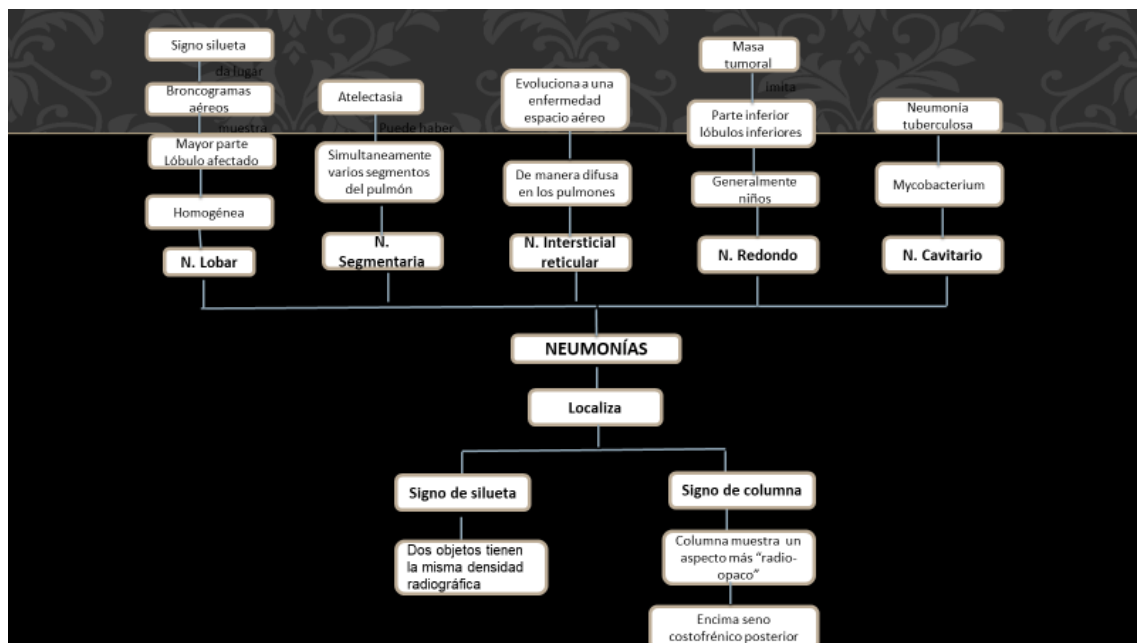 Signo silueta
da lugar
Broncogramas
aéreos
muestra
Mayor parte
Lóbulo afectado
Homogénea
N. Lobar
Atelectasia
Puede haber
Simultaneamente
varios segmentos
del pulmón
N.
Segmentaria
Evoluciona a una
enfermedad
espacio aéreo
De manera difusa
en los pulmones
N. Intersticial
reticular
Masa
tumoral
imita
Parte inferior
lóbulos inferiores
Generalmente
niños
N. Redondo
Neumonía
tuberculosa
Mycobacterium
N. Cavitario
NEUMONÍAS
Localiza
Signo de silueta
Dos objetos tienen
la misma densidad
radiográfica
Signo de columna
Columna muestra un
aspecto más “radio-
opaco”
Encima seno
costofrénico posterior